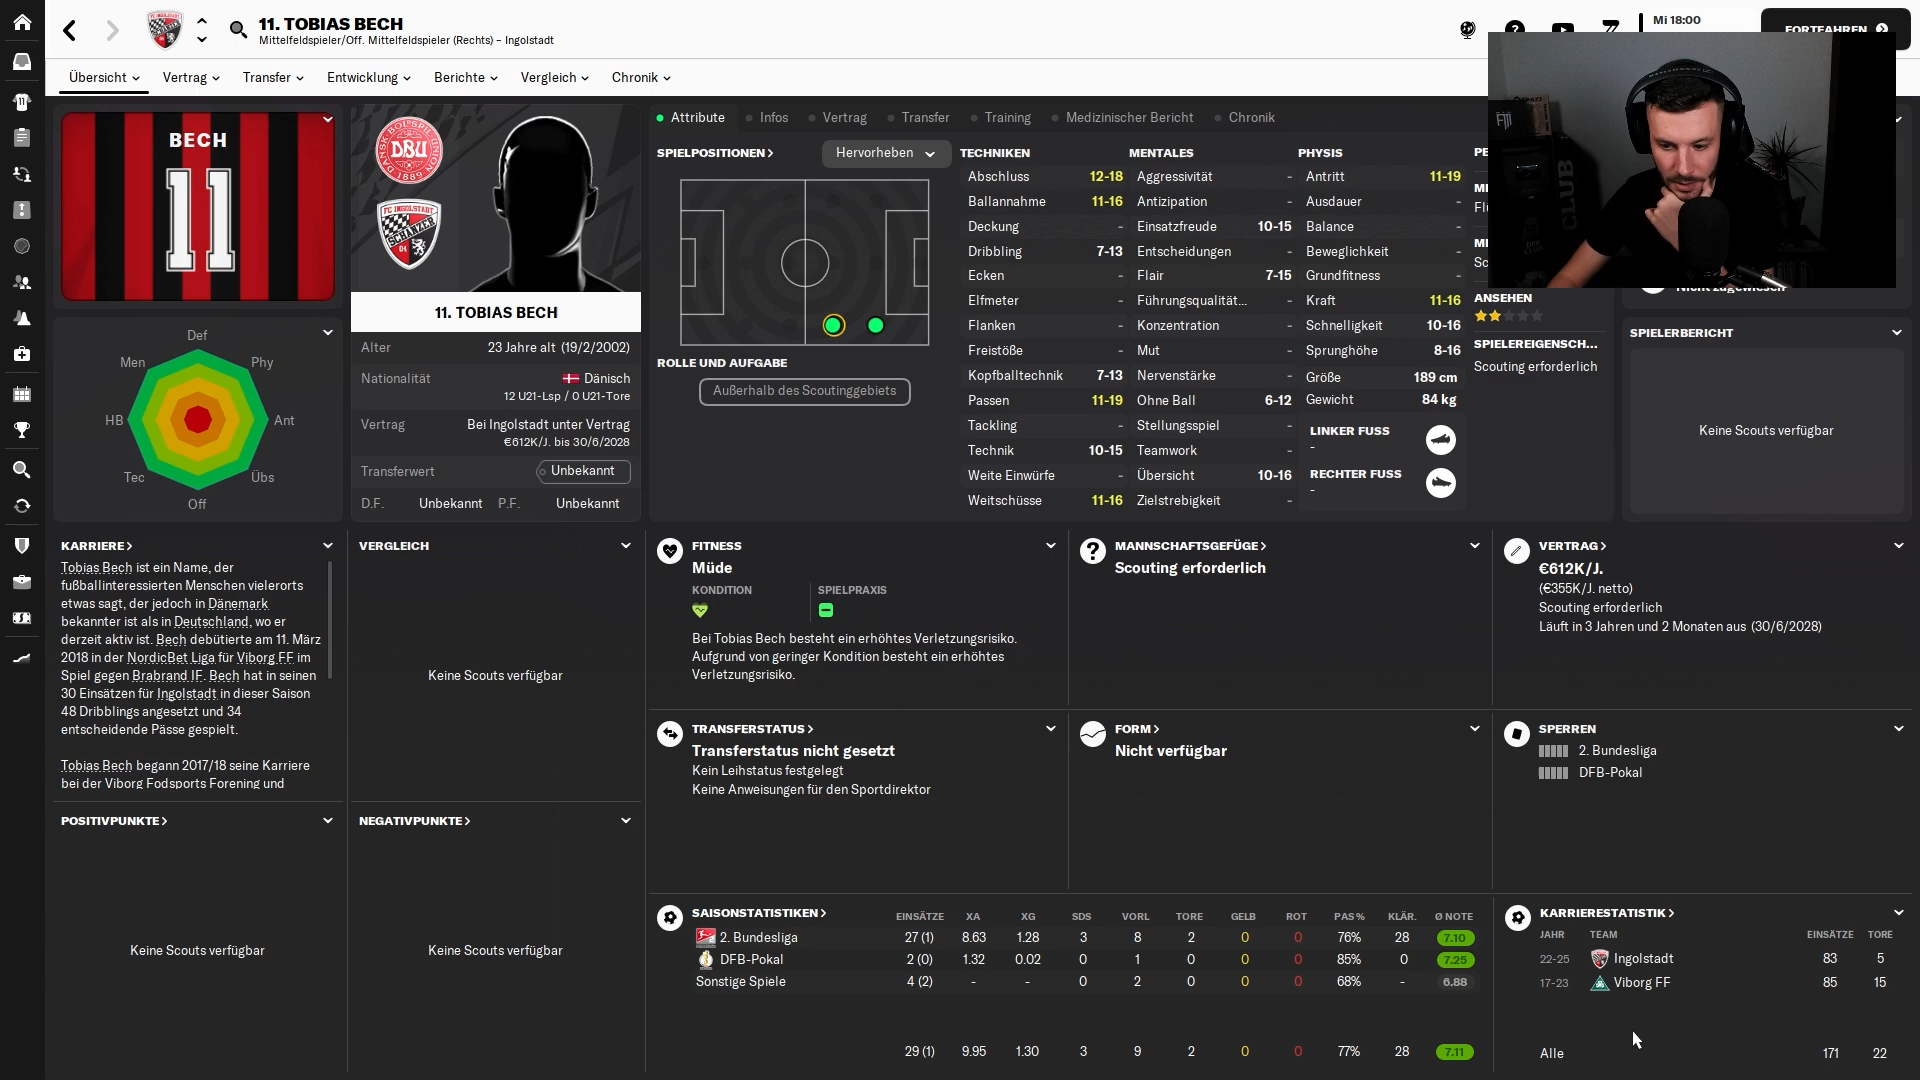 11. TOBIAS BECH
Mittelfeldspieler/Off. Mittelfeldspieler (Rechts) – Ingolstadt
Mi 18:00
FORTFAHREN
Übersicht
Vertrag
Transfer
Entwicklung
Berichte
Vergleich
Chronik
BECH
11
DBU
1889
FC INGOLSTADT
SCHANZER
04
11. TOBIAS BECH
Alter 23 Jahre alt (19/2/2002)
Nationalität Dänisch
12 U21-Lsp / 0 U21-Tore
Vertrag Bei Ingolstadt unter Vertrag
€612K/J. bis 30/6/2028
Transferwert Unbekannt
D.F. Unbekannt P.F. Unbekannt
Def
Men Phy
HB Ant
Tec Übs
Off
Attribute Infos Vertrag Transfer Training Medizinischer Bericht Chronik
SPIELPOSITIONEN> Hervorheben
ROLLE UND AUFGABE
Außerhalb des Scoutinggebiets
TECHNIKEN
Abschluss 12-18
Ballannahme 11-16
Deckung -
Dribbling 7-13
Ecken -
Elfmeter -
Flanken -
Freistöße -
Kopfballtechnik 7-13
Passen 11-19
Tackling -
Technik 10-15
Weite Einwürfe -
Weitschüsse 11-16
MENTALES
Aggressivität -
Antizipation -
Einsatzfreude 10-15
Entscheidungen -
Flair 7-15
Führungsqualität... -
Konzentration -
Mut -
Nervenstärke -
Ohne Ball 6-12
Stellungsspiel -
Teamwork -
Übersicht 10-16
Zielstrebigkeit -
PHYSIS
Antritt 11-19
Ausdauer -
Balance -
Beweglichkeit -
Grundfitness -
Kraft 11-16
Schnelligkeit 10-16
Sprunghöhe 8-16
Größe 189 cm
Gewicht 84 kg
LINKER FUSS
-
RECHTER FUSS
-
CLUB
ANSEHEN
SPIELEREIGENSCH...
Scouting erforderlich
Nicht zugewiesen
SPIELERBERICHT
Keine Scouts verfügbar
KARRIERE>
Tobias Bech ist ein Name, der
fußballinteressierten Menschen vielerorts
etwas sagt, der jedoch in Dänemark
bekannter ist als in Deutschland, wo er
derzeit aktiv ist. Bech debütierte am 11. März
2018 in der NordicBet Liga für Viborg FF im
Spiel gegen Brabrand IF. Bech hat in seinen
30 Einsätzen für Ingolstadt in dieser Saison
48 Dribblings angesetzt und 34
entscheidende Pässe gespielt.
Tobias Bech begann 2017/18 seine Karriere
bei der Viborg Fodsports Forening und
VERGLEICH
Keine Scouts verfügbar
FITNESS
Müde
KONDITION SPIELPRAXIS
Bei Tobias Bech besteht ein erhöhtes Verletzungsrisiko.
Aufgrund von geringer Kondition besteht ein erhöhtes
Verletzungsrisiko.
MANNSCHAFTSGEFÜGE>
Scouting erforderlich
VERTRAG>
€612K/J.
(€355K/J. netto)
Scouting erforderlich
Läuft in 3 Jahren und 2 Monaten aus (30/6/2028)
TRANSFERSTATUS>
Transferstatus nicht gesetzt
Kein Leihstatus festgelegt
Keine Anweisungen für den Sportdirektor
FORM>
Nicht verfügbar
SPERREN
2. Bundesliga
DFB-Pokal
POSITIVPUNKTE>
Keine Scouts verfügbar
NEGATIVPUNKTE>
Keine Scouts verfügbar
SAISONSTATISTIKEN> EINSÄTZE XA XG SDS VORL TORE GELB ROT PAS% KLÄR. Ø NOTE
2. Bundesliga 27 (1) 8.63 1.28 3 8 2 0 0 76% 28 7.10
DFB-Pokal 2 (0) 1.32 0.02 0 1 0 0 0 85% 0 7.25
Sonstige Spiele 4 (2) - - 0 2 0 0 0 68% - 6.88
29 (1) 9.95 1.30 3 9 2 0 0 77% 28 7.11
KARRIERESTATISTIK>
JAHR TEAM EINSÄTZE TORE
22-25 Ingolstadt 83 5
17-23 Viborg FF 85 15
Alle 171 22